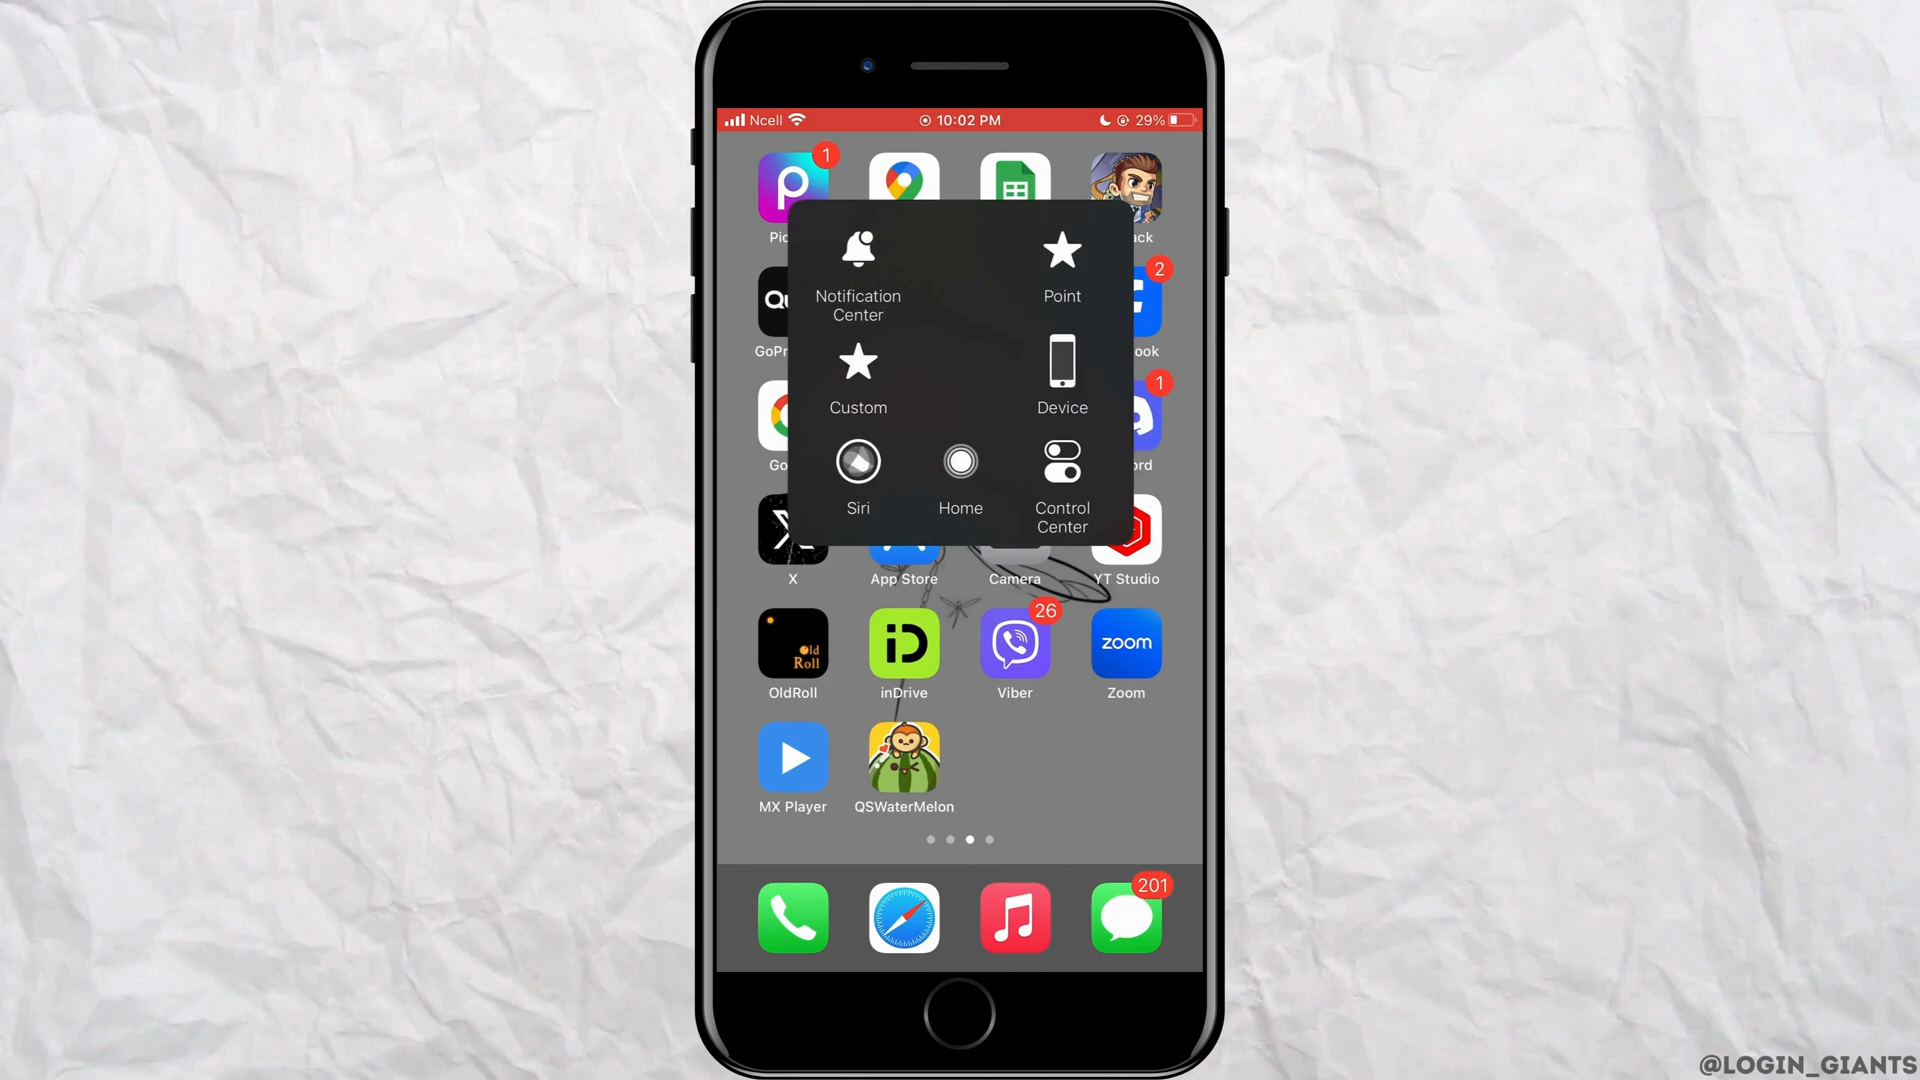 Ncell 10:02 PM 29%
1
Pic ack
Notification
Center
Point
2
Qu
GoPr ook
Custom
Device
1
Go ord
Siri
Home
Control
Center
X
App Store
Camera
YT Studio
Old
Roll
iD
26
zoom
OldRoll
inDrive
Viber
Zoom
MX Player
QSWaterMelon
201
@LOGIN_GIANTS